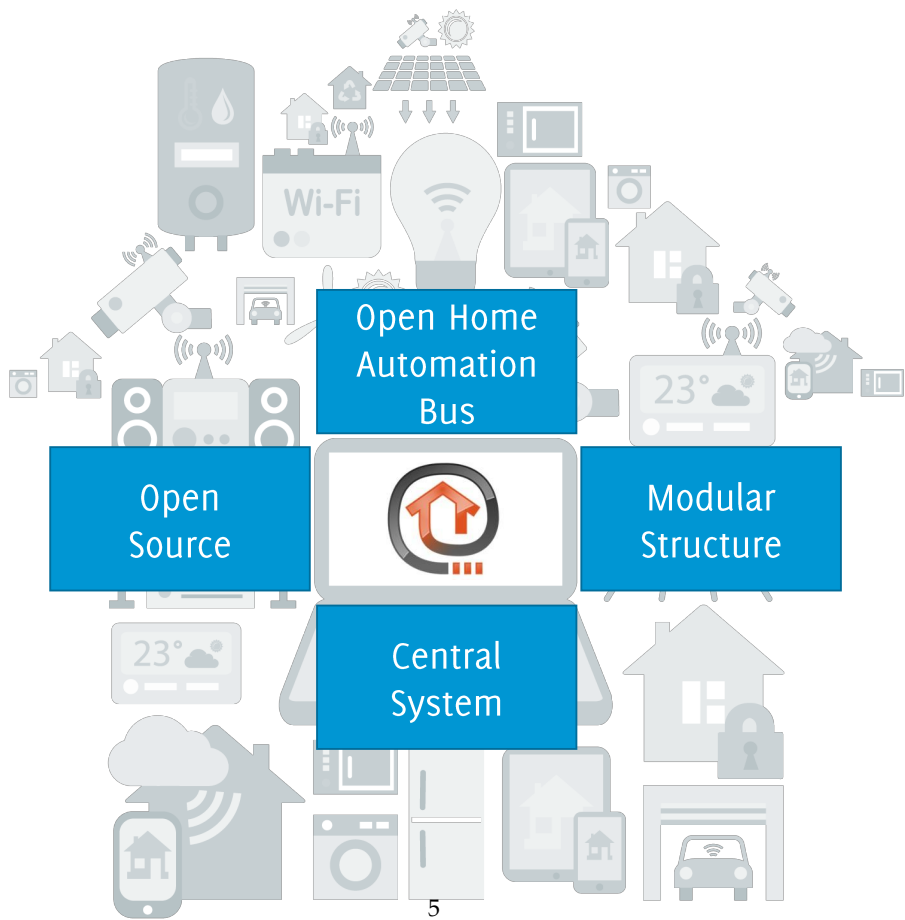 Wi-Fi
Open Home
Automation
Bus
23°
Open
Source
Modular
Structure
Central
System
23°
5